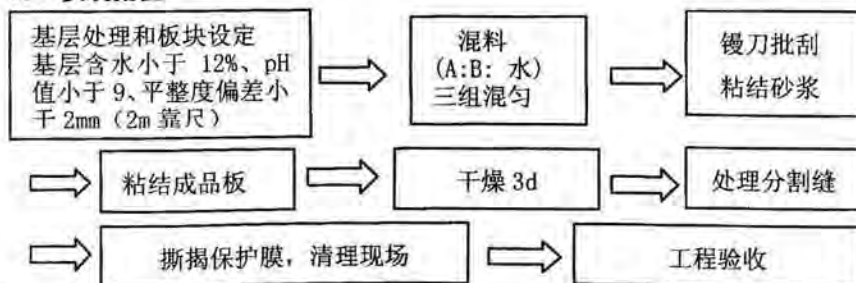 基层处理和板块设定
基层含水小于 12%、pH
值小于 9、平整度偏差小
于 2mm（2m 靠尺）
混料
(A:B: 水)
三组混匀
镘刀批刮
粘结砂浆
粘结成品板
干燥 3d
处理分割缝
撕揭保护膜，清理现场
工程验收